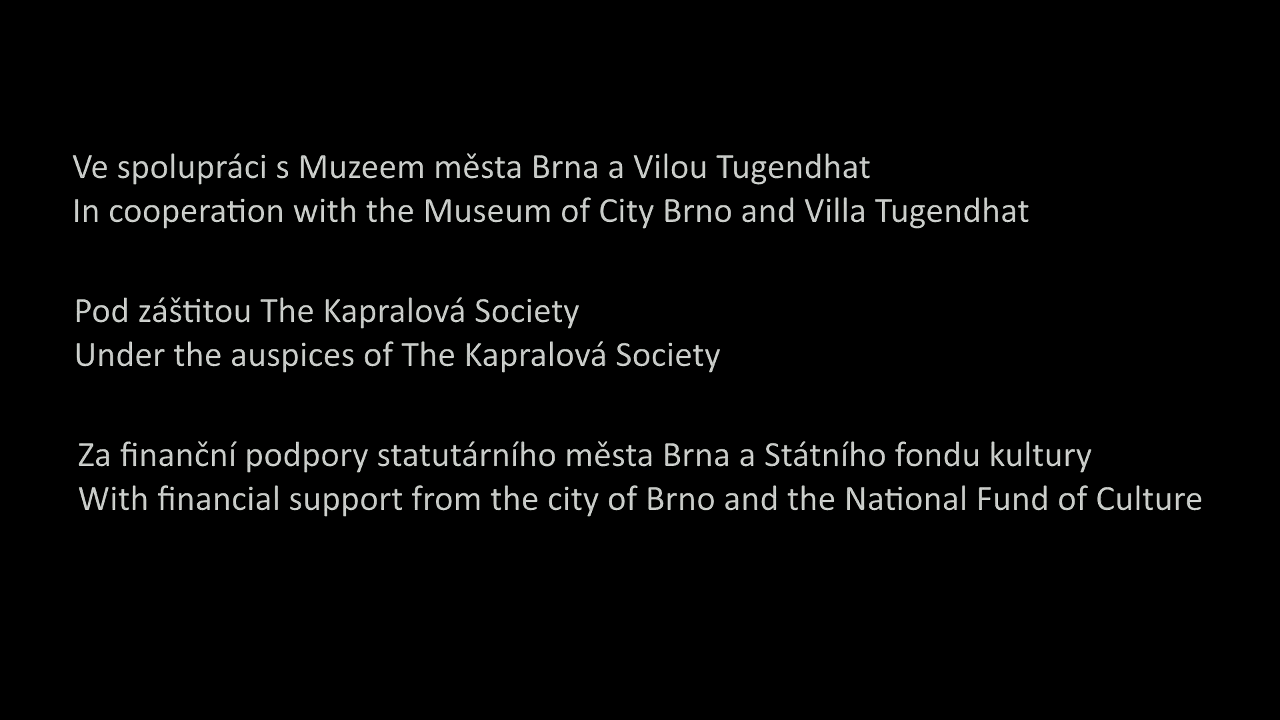 Ve spolupráci s Muzeem města Brna a Vilou Tugendhat
In cooperation with the Museum of City Brno and Villa Tugendhat
Pod záštitou The Kapralová Society
Under the auspices of The Kapralová Society
Za finanční podpory statutárního města Brna a Státního fondu kultury
With financial support from the city of Brno and the National Fund of Culture